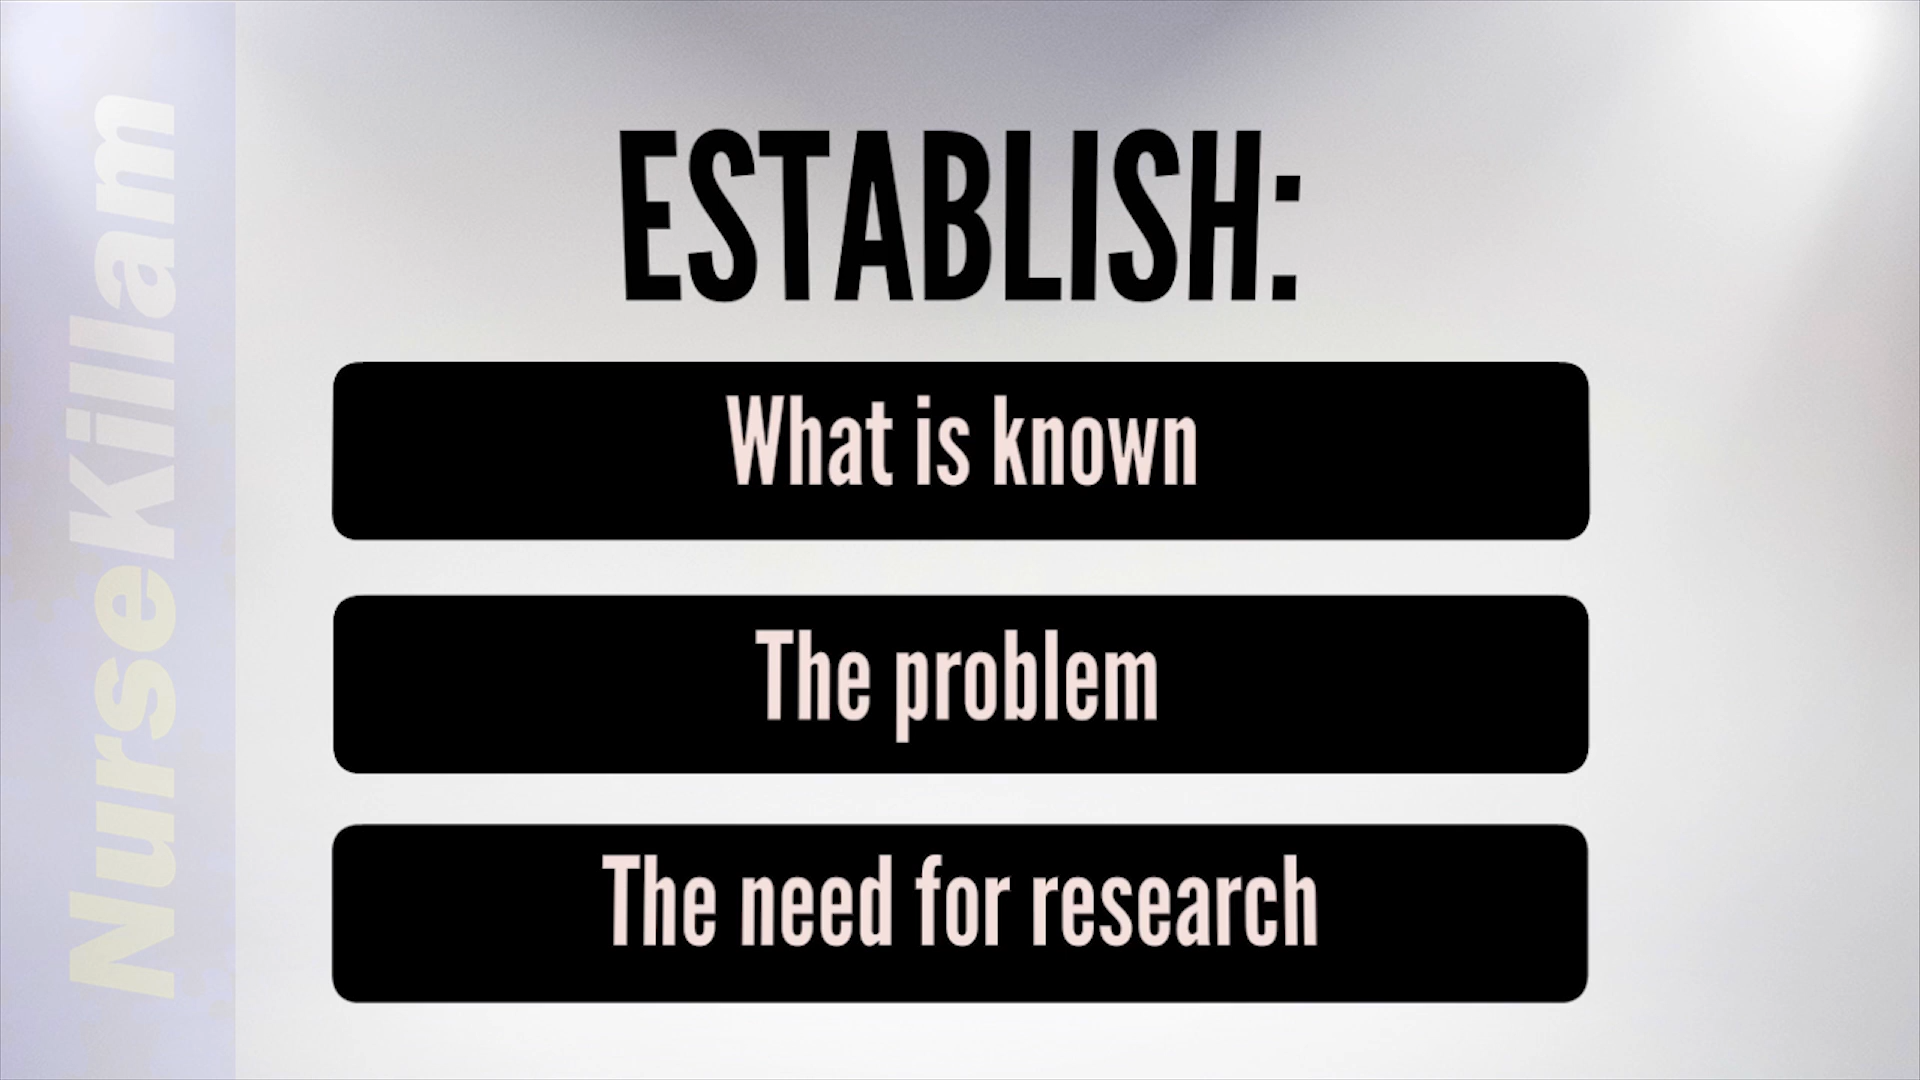 ESTABLISH:
What is known
The problem
The need for research
NurseKillam